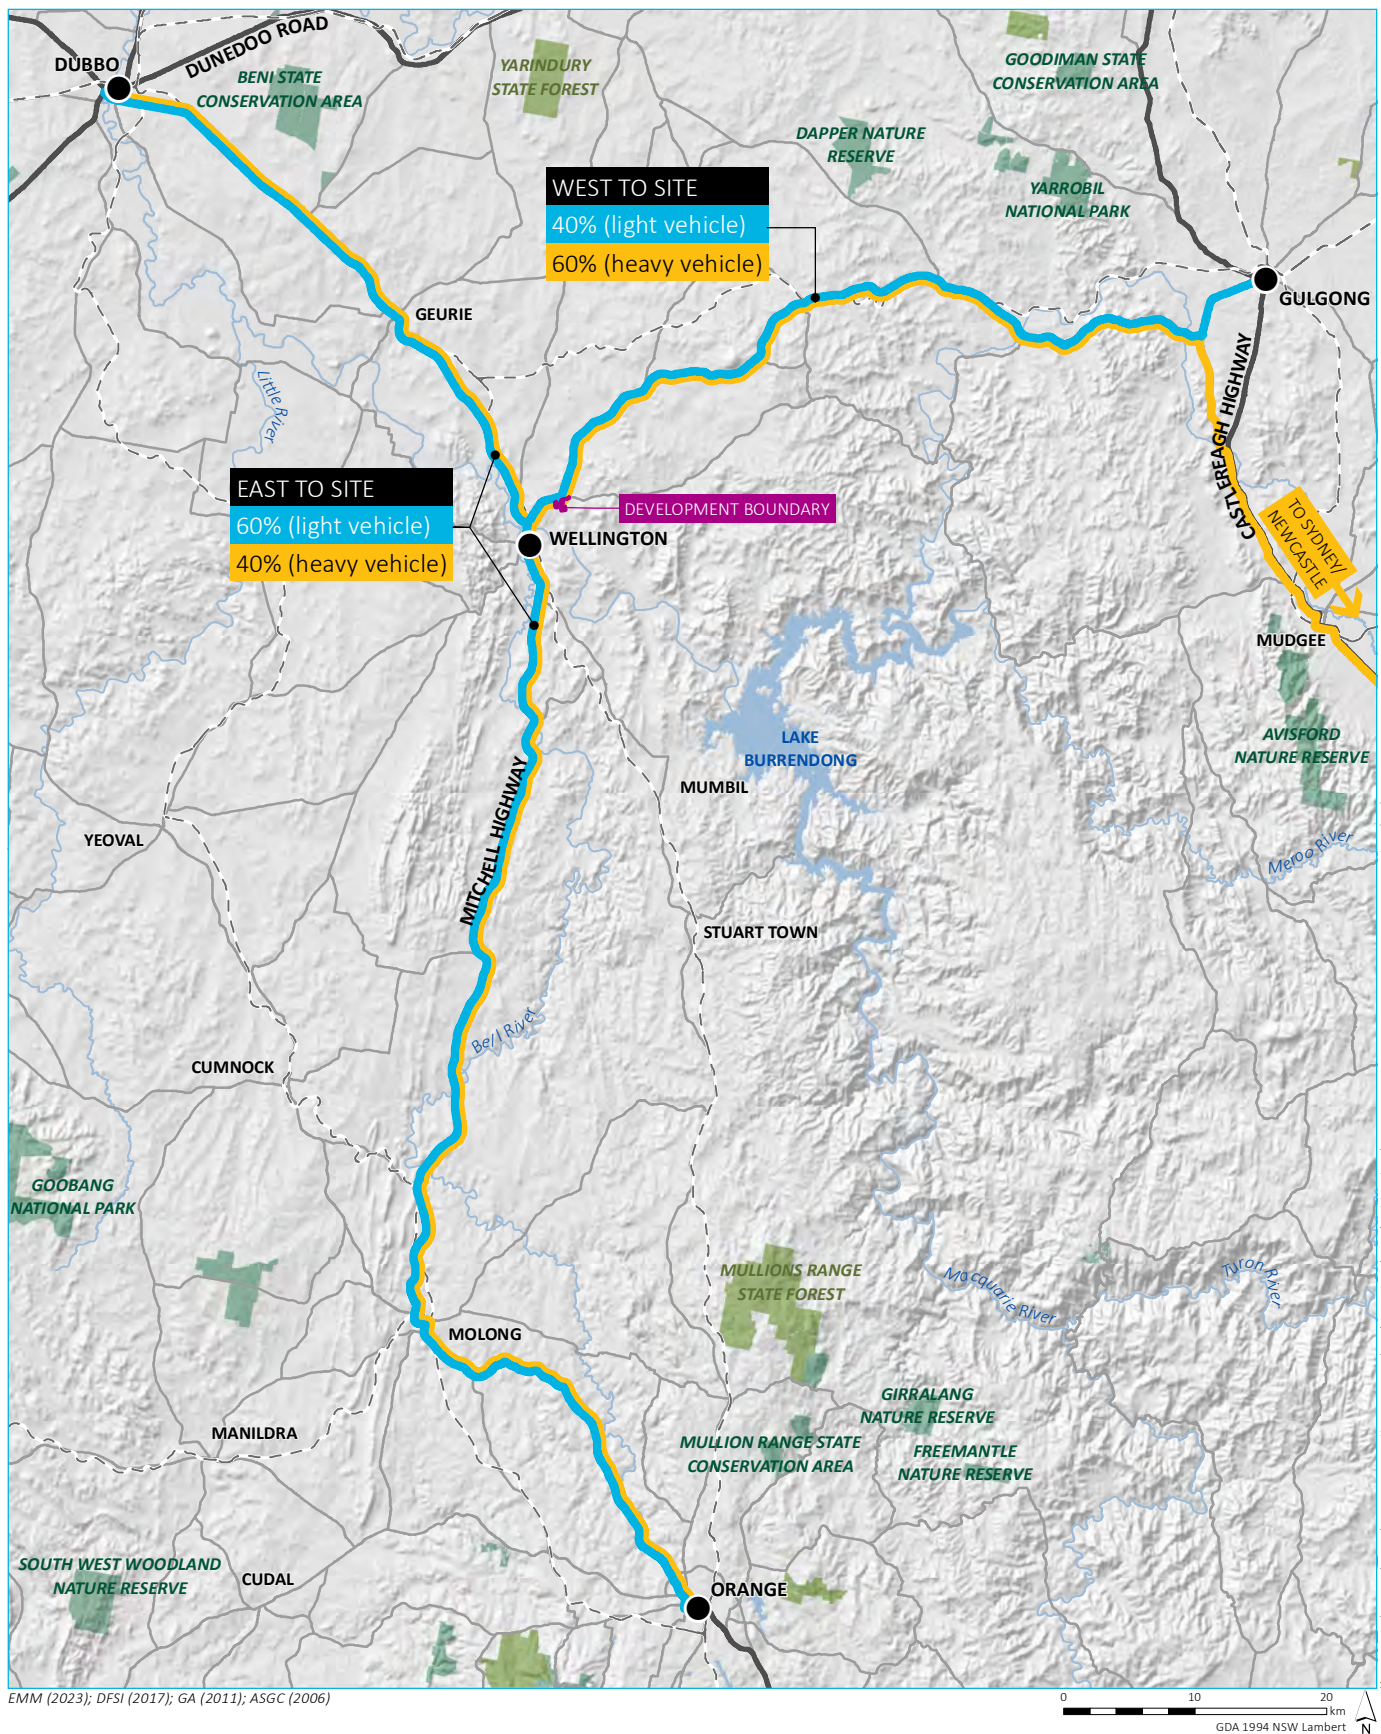 DUNEDOO ROAD
DUBBO
BENI STATE
CONSERVATION AREA
YARINDURY
STATE FOREST
GOODIMAN STATE
CONSERVATION AREA
DAPPER NATURE
RESERVE
YARROBIL
NATIONAL PARK
WEST TO SITE
40% (light vehicle)
60% (heavy vehicle)
GULGONG
GEURIE
Little River
CASTLEREAGH HIGHWAY
EAST TO SITE
60% (light vehicle)
40% (heavy vehicle)
DEVELOPMENT BOUNDARY
WELLINGTON
TO SYDNEY/
NEWCASTLE
MUDGEE
LAKE
BURRENDONG
AVISFORD
NATURE RESERVE
MUMBIL
MITCHELL HIGHWAY
YEOVAL
Meroo River
STUART TOWN
Bell River
CUMNOCK
GOOBANG
NATIONAL PARK
MULLIONS RANGE
STATE FOREST
Macquarie River
Turon River
MOLONG
GIRRALANG
NATURE RESERVE
MANILDRA
MULLION RANGE STATE
CONSERVATION AREA
FREEMANTLE
NATURE RESERVE
SOUTH WEST WOODLAND
NATURE RESERVE
CUDAL
ORANGE
EMM (2023); DFSI (2017); GA (2011); ASGC (2006)
0 10 20
km
GDA 1994 NSW Lambert
N